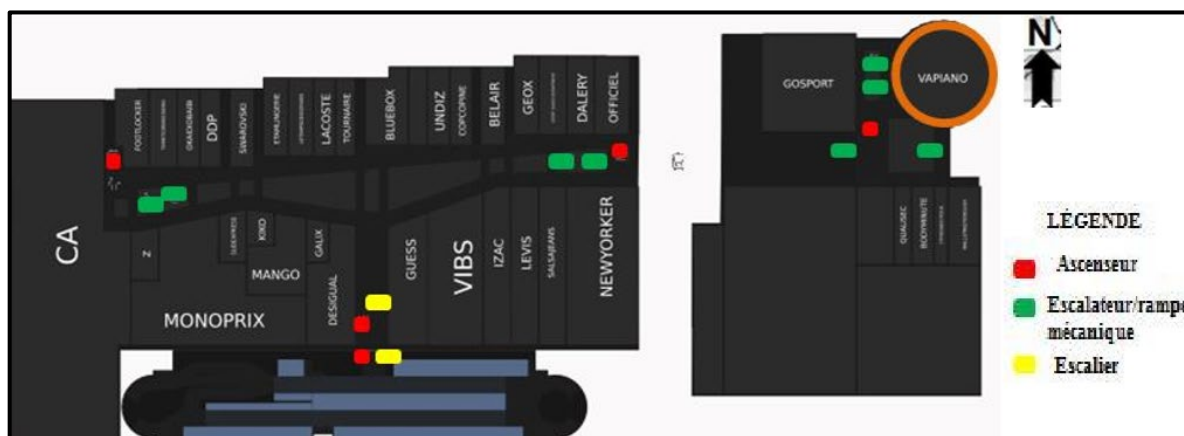 CA
FOOTLOCKER
OKAIDIOBAIBI
DDP
SWAROVSKI
LACOSTE
TOURNAIRE
BLUEBOX
UNDIZ
COPCOPINE
BELAIR
GEOX
DALERY
OFFICIEL
Z
KIKO
MANGO
GALIX
MONOPRIX
DESIGUAL
GUESS
VIBS
IZAC
LEVIS
SALSAJEANS
NEWYORKER
GOSPORT
VAPIANO
BODYMINUTE
N
LÉGENDE
Ascenseur
Escalateur/rampe
mécanique
Escalier